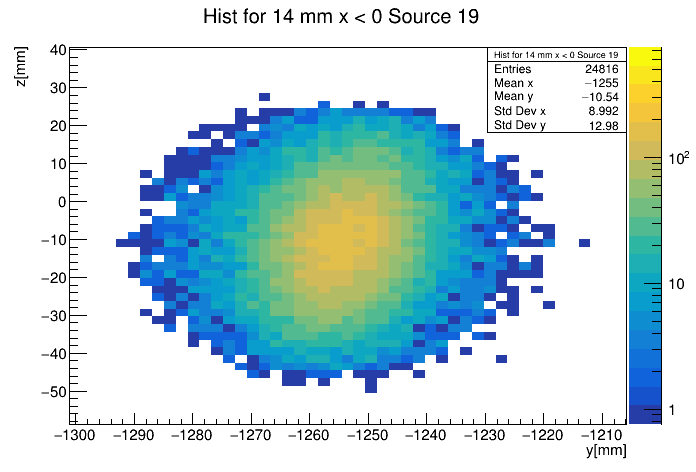 Hist for 14 mm x < 0 Source 19
z[mm]
Hist for 14 mm x < 0 Source 19
Entries 24816
Mean x −1255
Mean y −10.54
Std Dev x 8.992
Std Dev y 12.98
40
30
20
10
0
−10
−20
−30
−40
−50
−1300 −1290 −1280 −1270 −1260 −1250 −1240 −1230 −1220 −1210
y[mm]
10²
10
1